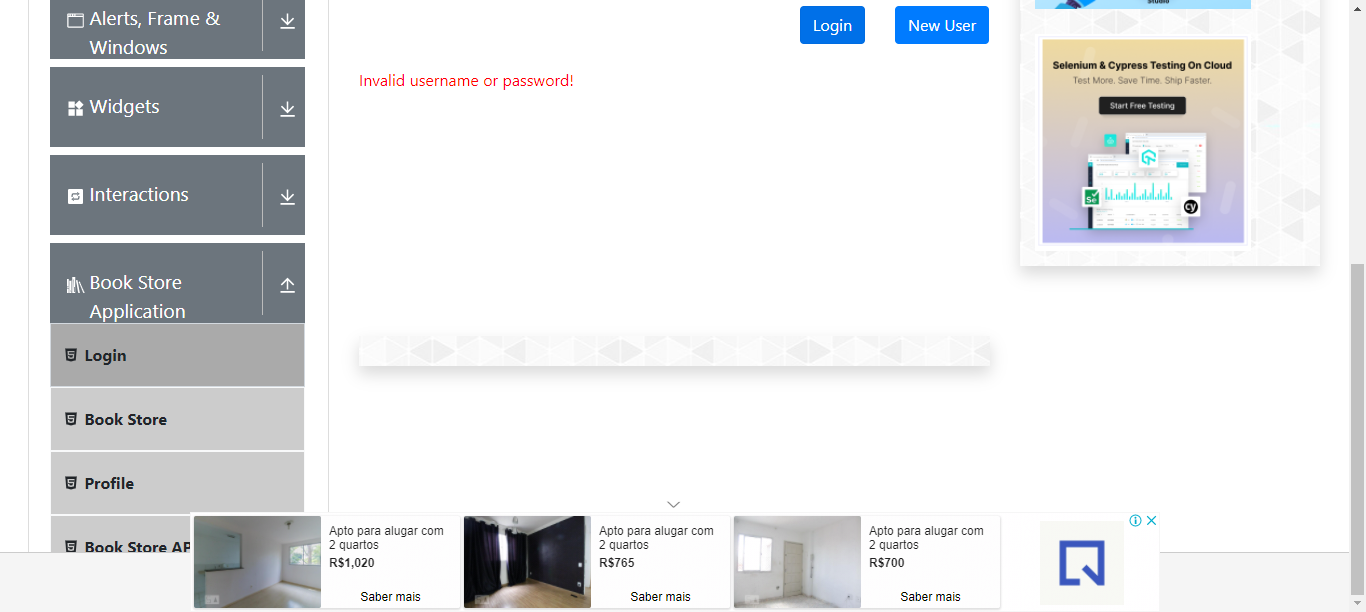 Alerts, Frame &
Windows
Widgets
Interactions
Book Store
Application
Login
Book Store
Profile
Book Store AP
Login
New User
Invalid username or password!
Studio
Selenium & Cypress Testing On Cloud
Test More. Save Time. Ship Faster.
Start Free Testing
Se
cy
Apto para alugar com
2 quartos
R$1,020
Saber mais
Apto para alugar com
2 quartos
R$765
Saber mais
Apto para alugar com
2 quartos
R$700
Saber mais